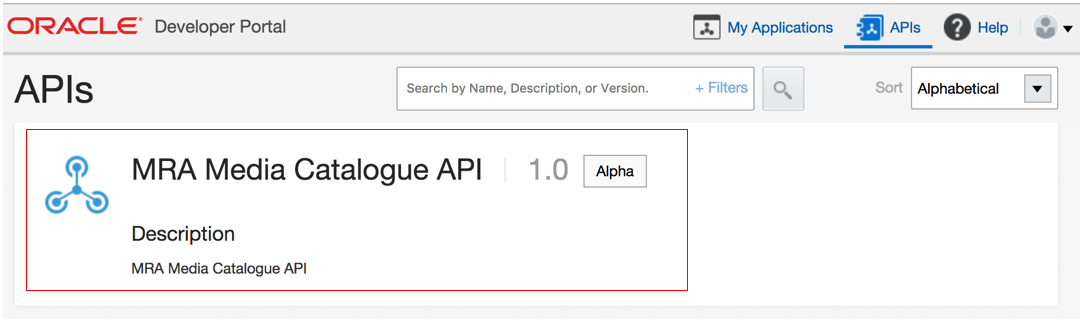 ORACLE® Developer Portal My Applications APIs ? Help
APIs Search by Name, Description, or Version. + Filters Sort Alphabetical
MRA Media Catalogue API 1.0 Alpha
Description
MRA Media Catalogue API